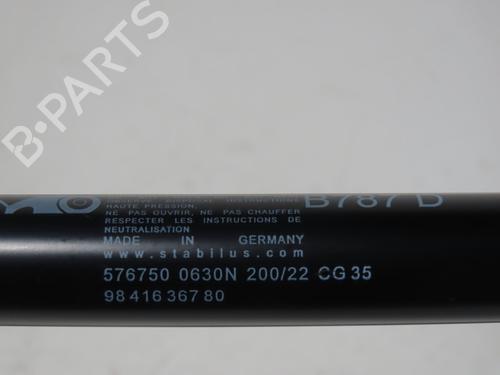 B-PARTS
B787 D
HAUTE PRESSION,
NE PAS OUVRIR, NE PAS CHAUFFER
RESPECTER LES INSTRUCTIONS DE
NEUTRALISATION
MADE IN GERMANY
www.stabilus.com
576750 0630N 200/22 CG 35
98 416 367 80